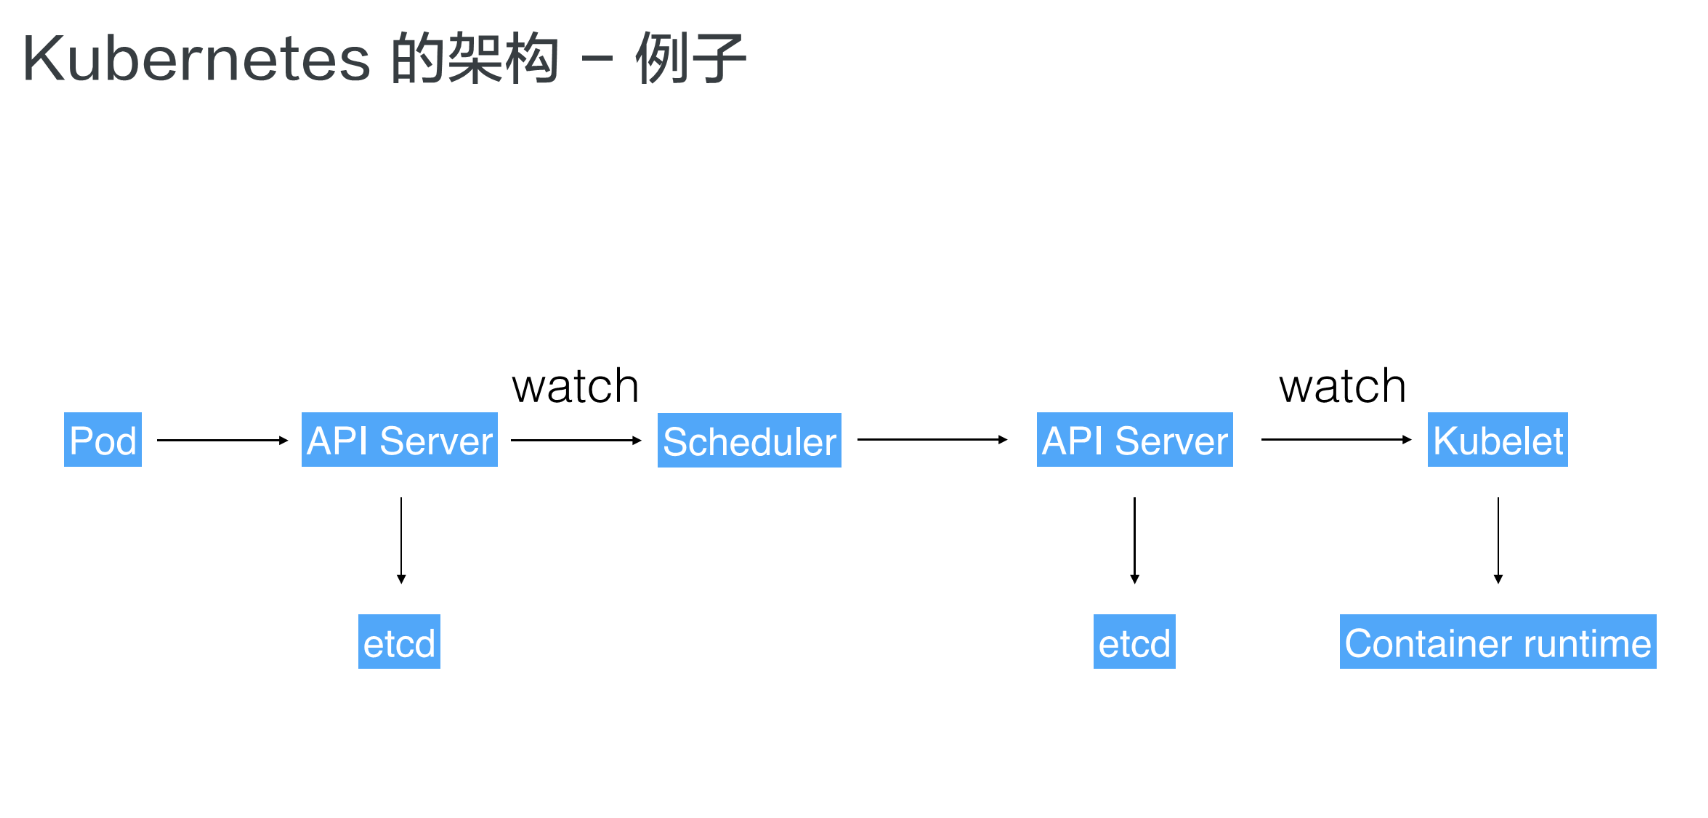 Kubernetes 的架构 – 例子
watch
watch
Pod
API Server
Scheduler
API Server
Kubelet
etcd
etcd
Container runtime